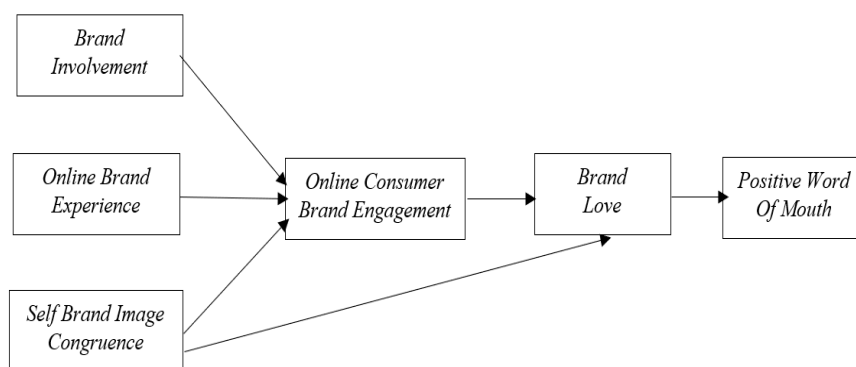 Brand
Involvement
Online Brand
Experience
Online Consumer
Brand Engagement
Brand
Love
Positive Word
Of Mouth
Self Brand Image
Congruence